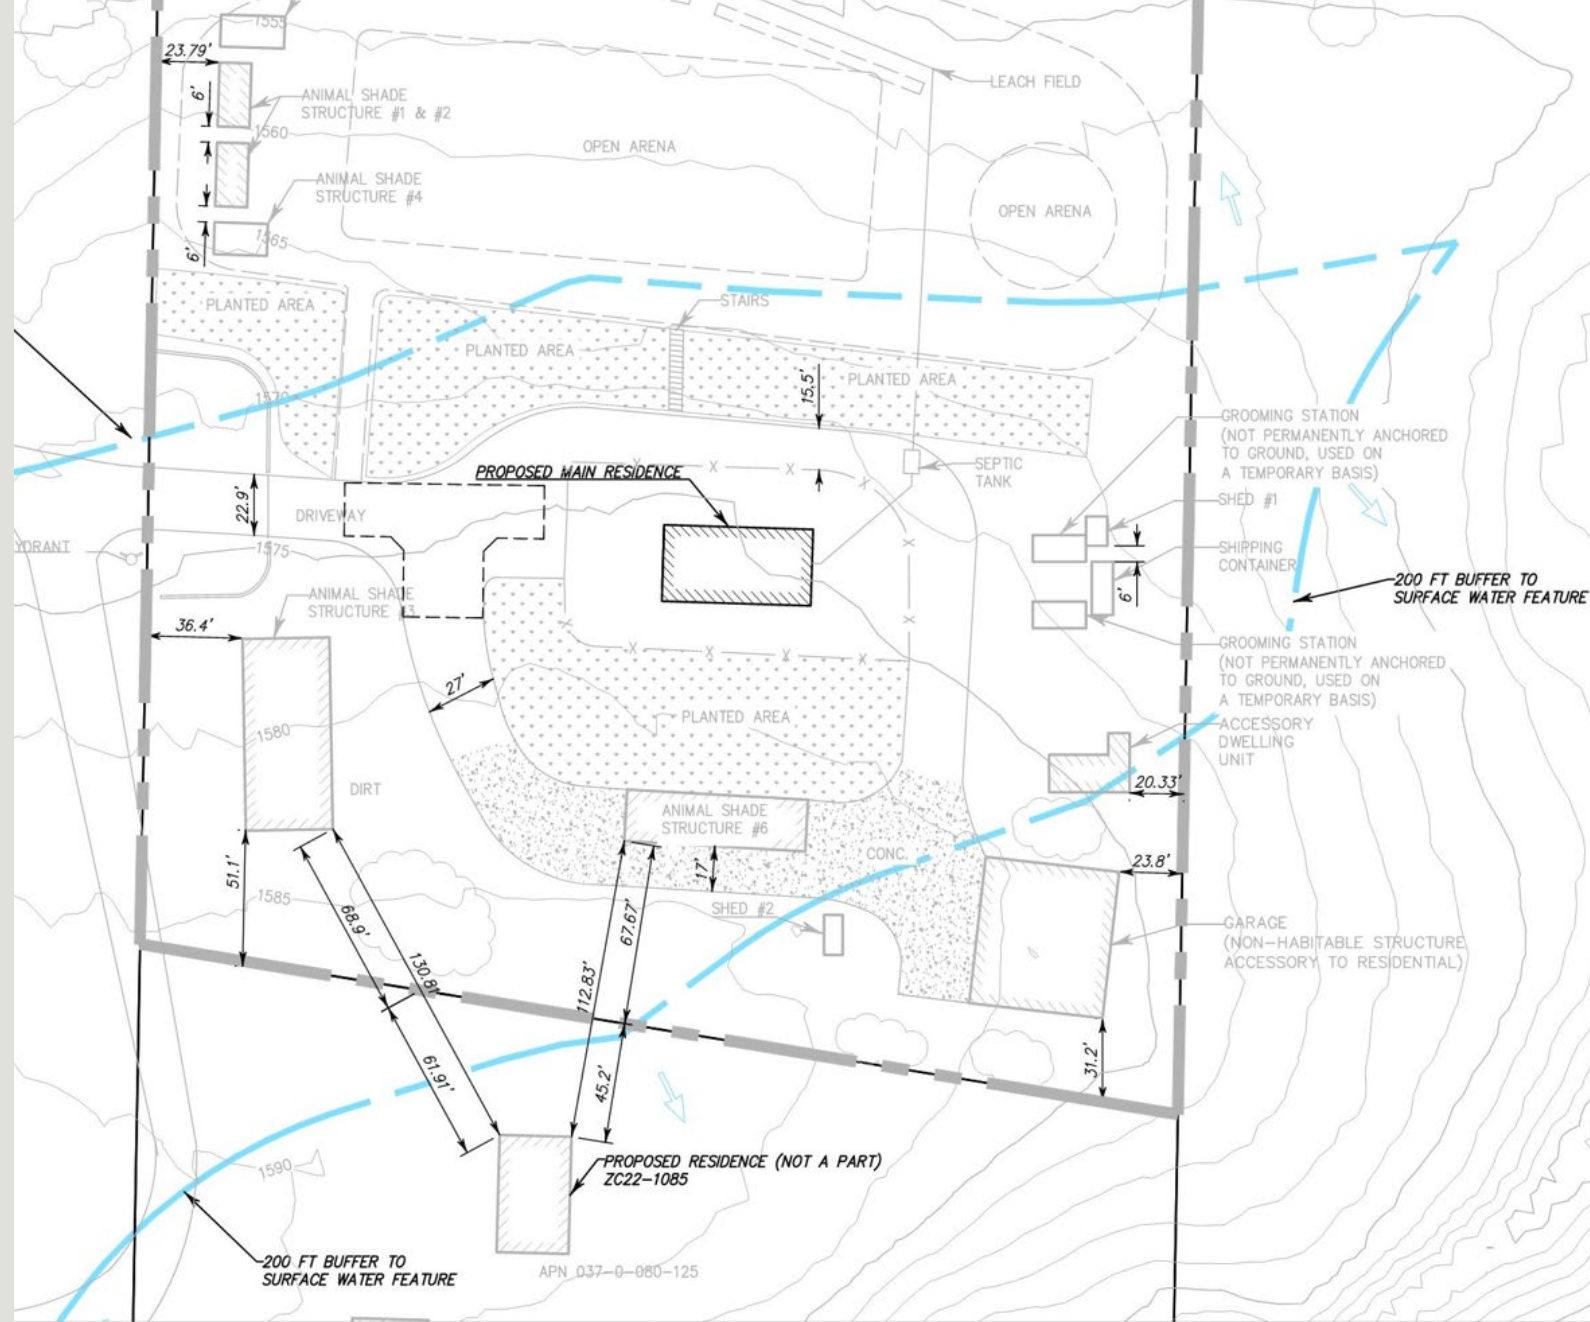 1555
23.79'
LEACH FIELD
6'
ANIMAL SHADE
STRUCTURE #1 & #2
1560
OPEN ARENA
ANIMAL SHADE
STRUCTURE #4
OPEN ARENA
1565
6'
PLANTED AREA
STAIRS
PLANTED AREA
15.5'
PLANTED AREA
1570
GROOMING STATION
(NOT PERMANENTLY ANCHORED
TO GROUND, USED ON
A TEMPORARY BASIS)
PROPOSED MAIN RESIDENCE
X X X X
SEPTIC
TANK
22.9'
DRIVEWAY
SHED #1
YDRANT
1575
X
SHIPPING
CONTAINER
6'
200 FT BUFFER TO
SURFACE WATER FEATURE
ANIMAL SHADE
STRUCTURE #3
36.4'
X X
X X X X
GROOMING STATION
(NOT PERMANENTLY ANCHORED
TO GROUND, USED ON
A TEMPORARY BASIS)
27'
PLANTED AREA
1580
ACCESSORY
DWELLING
UNIT
DIRT
20.33'
ANIMAL SHADE
STRUCTURE #6
51.1'
17'
CONC.
23.8'
1585
68.9'
130.81'
67.67'
112.83'
SHED #2
GARAGE
(NON-HABITABLE STRUCTURE
ACCESSORY TO RESIDENTIAL)
61.91'
45.2'
31.2'
1590
PROPOSED RESIDENCE (NOT A PART)
ZC22-1085
200 FT BUFFER TO
SURFACE WATER FEATURE
APN 037-0-080-125